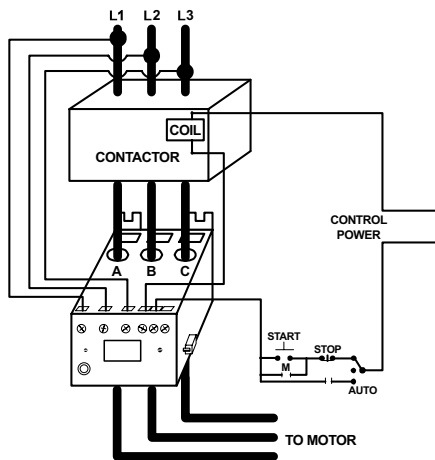 L1 L2 L3
COIL
CONTACTOR
CONTROL
POWER
A B C
START
STOP
M
AUTO
TO MOTOR